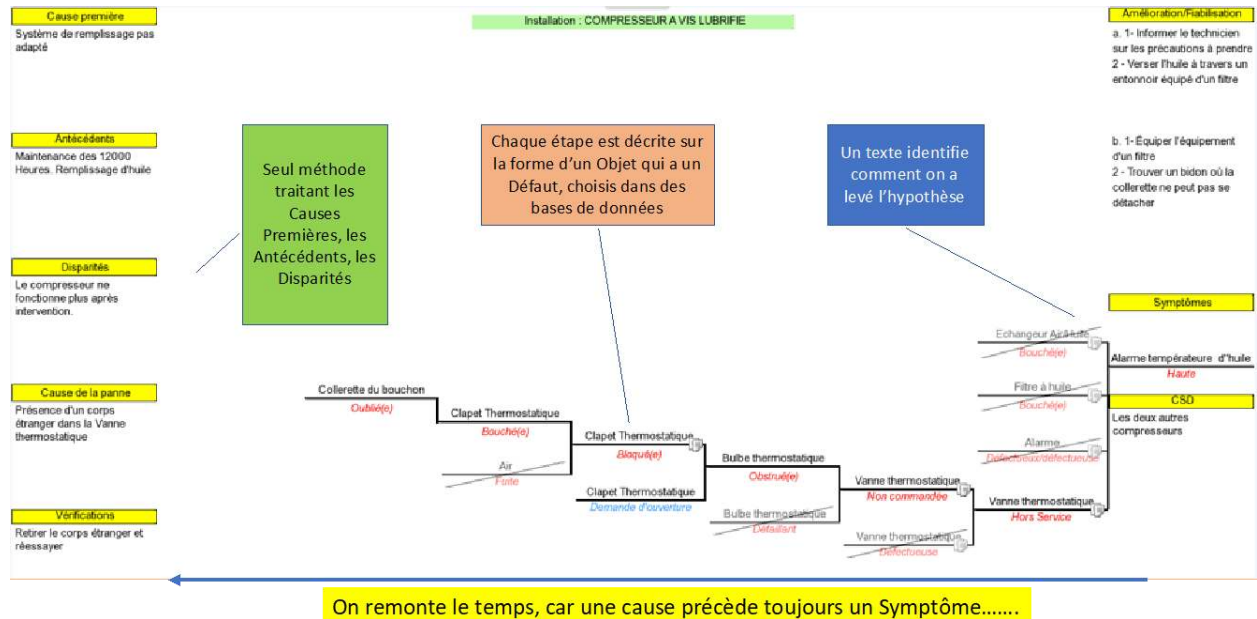 Cause première
Système de remplissage pas
adapté
Antécédents
Maintenance des 12000
Heures. Remplissage d'huile
Disparités
Le compresseur ne
fonctionne plus après
intervention.
Cause de la panne
Présence d'un corps
étranger dans la Vanne
thermostatique
Vérifications
Retirer le corps étranger et
réessayer
Installation : COMPRESSEUR A VIS LUBRIFIE
Seul méthode
traitant les
Causes
Premières, les
Antécédents, les
Disparités
Chaque étape est décrite sur
la forme d'un Objet qui a un
Défaut, choisis dans des
bases de données
Un texte identifie
comment on a
levé l'hypothèse
Amélioration/Fiabilisation
a. 1- Informer le technicien
sur les précautions à prendre
2 - Verser l'huile à travers un
entonnoir équipé d'un filtre
b. 1- Équiper l'équipement
d'un filtre
2 - Trouver un bidon où la
collerette ne peut pas se
détacher
Symptômes
Alarme température d"huile
Haute
CSD
Les deux autres
compresseurs
Echangeur Air/Huile
Bouché(e)
Filtre à huile
Bouché(e)
Alarme
Défectueux/défectueuse
Vanne thermostatique
Hors Service
Vanne thermostatique
Non commandée
Vanne thermostatique
Défectueuse
Bulbe thermostatique
Obstrué(e)
Bulbe thermostatique
Défaillant
Clapet Thermostatique
Bloqué(e)
Clapet Thermostatique
Demande d'ouverture
Clapet Thermostatique
Bouché(e)
Air
Fuite
Collerette du bouchon
Oublié(e)
On remonte le temps, car une cause précède toujours un Symptôme.......